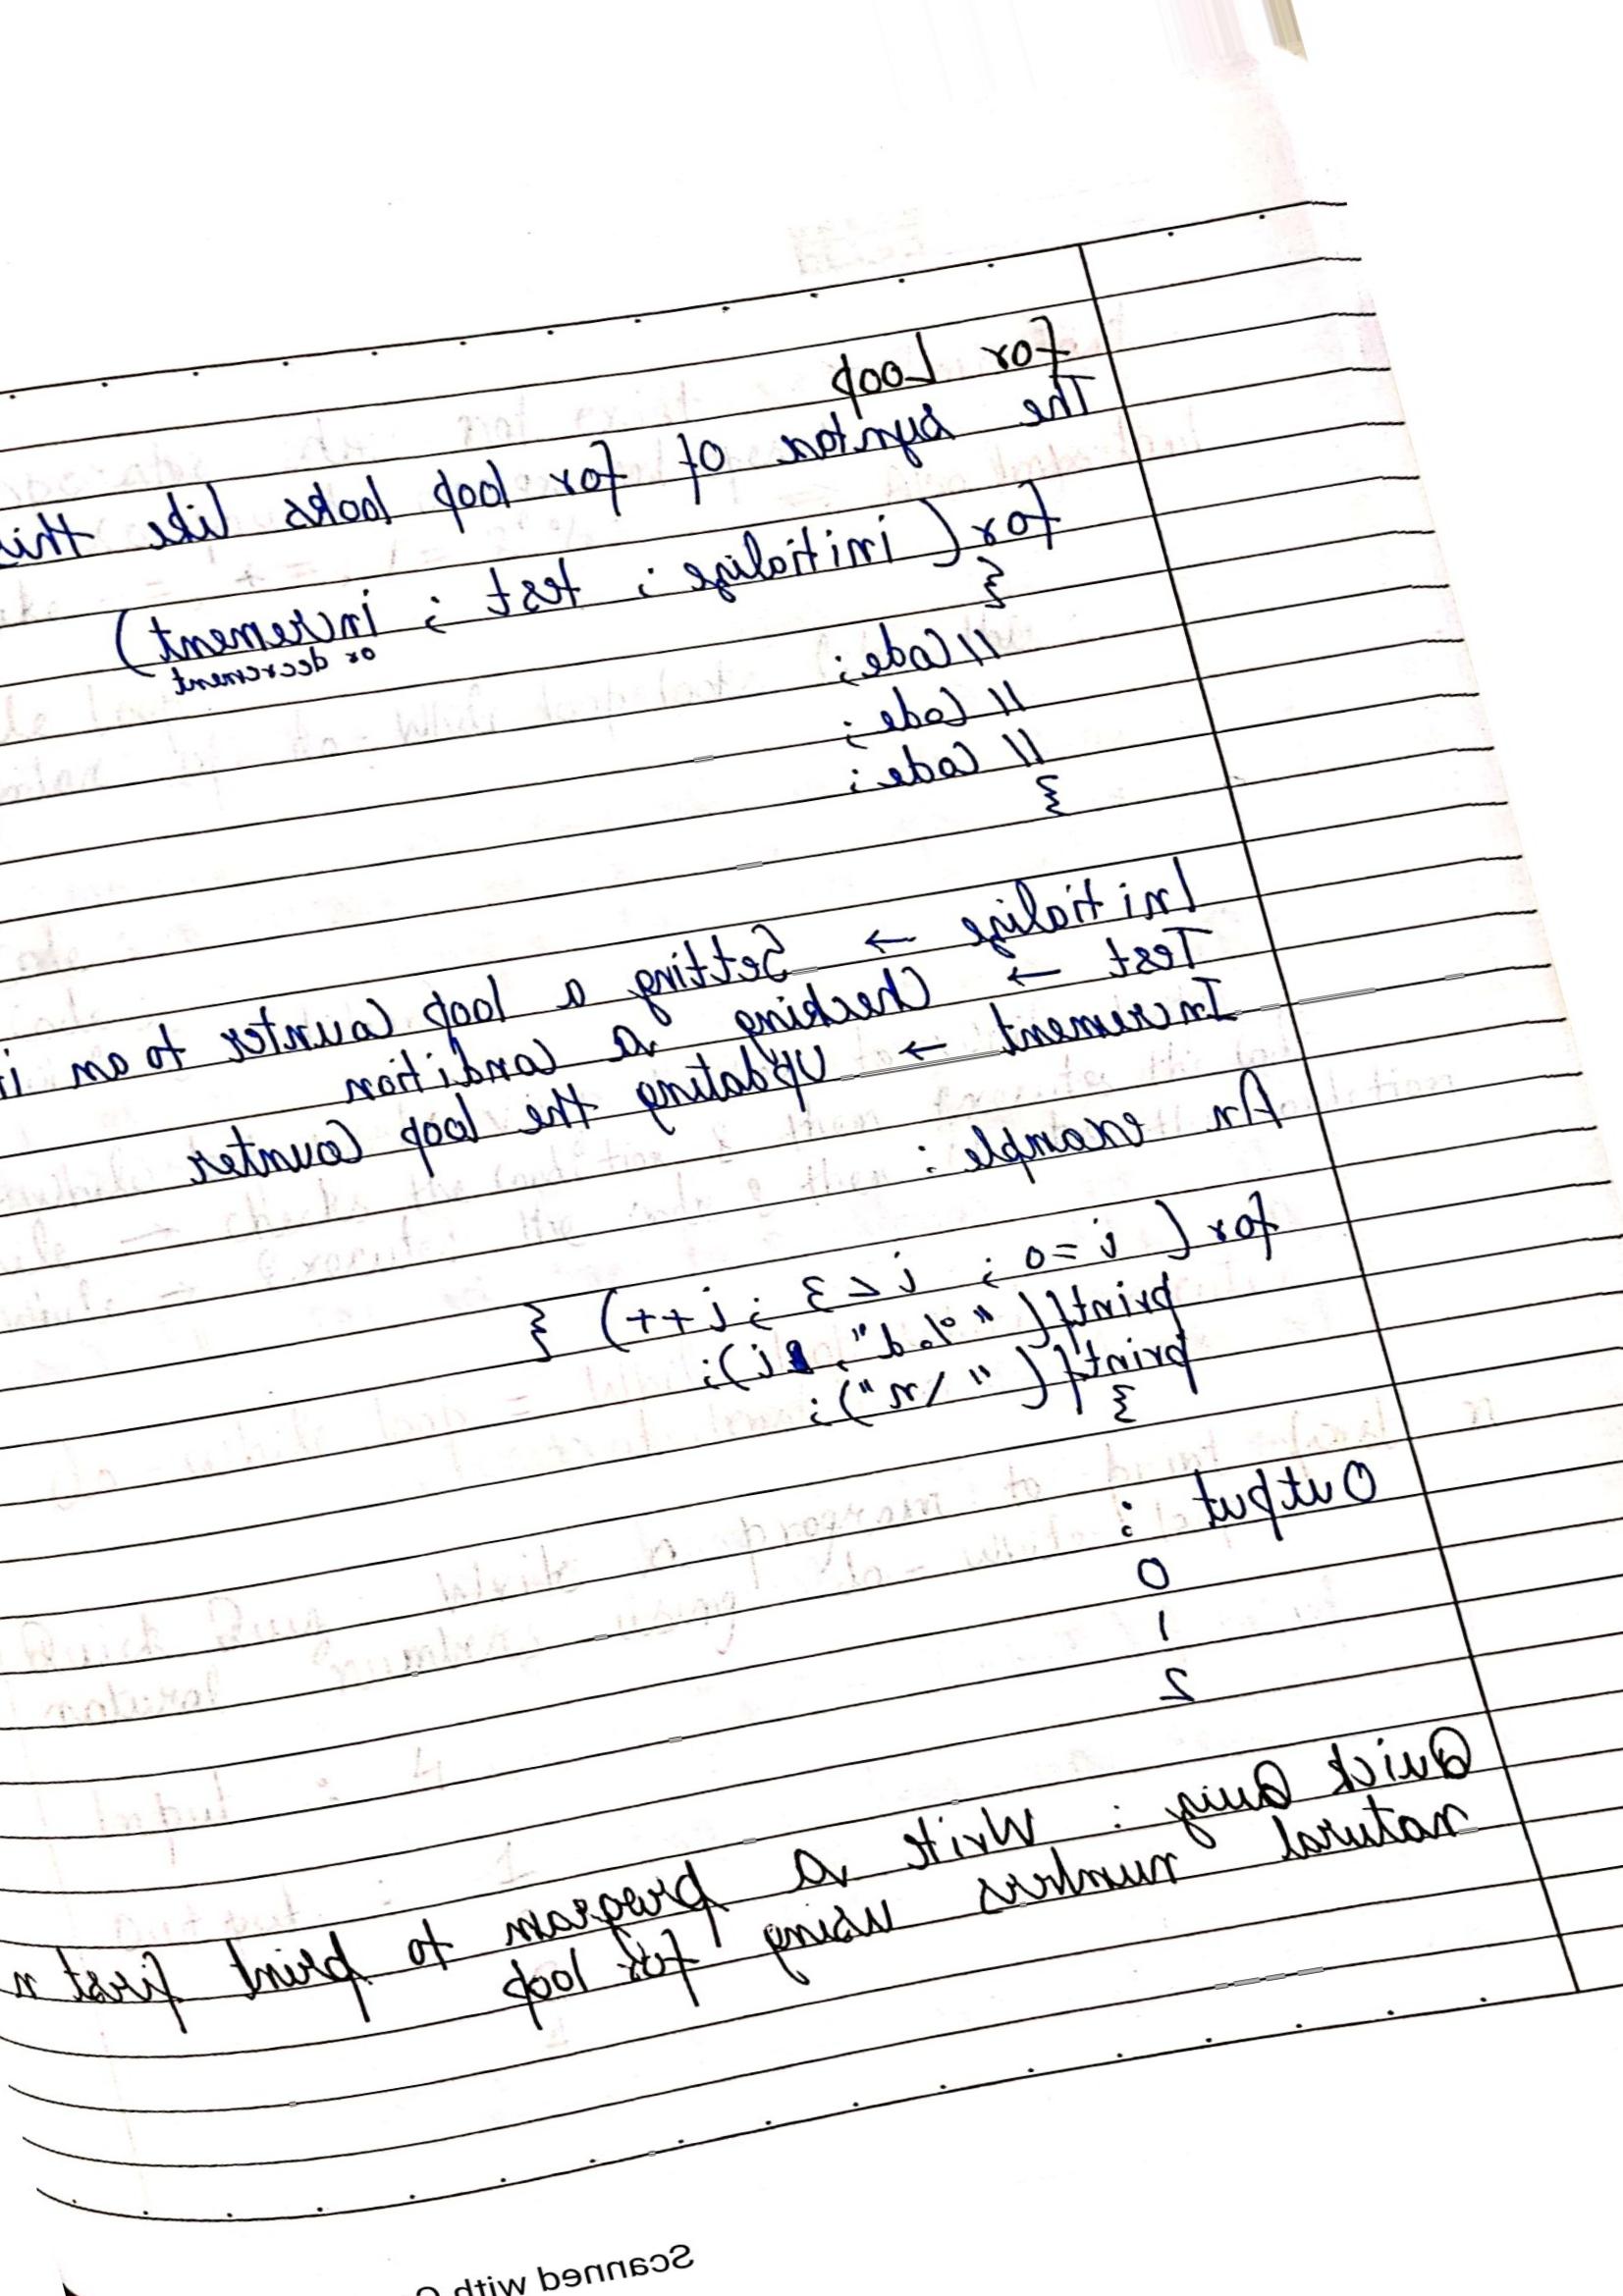 for Loop
The syntax of for loop looks like this
for ( initialize ; test ; increment )
or decrement
{
// Code ;
// Code ;
// Code ;
}
Initialize → Setting a loop Counter to an
Test → Checking a Condition
Increment → Updating the loop Counter
An example :
for ( i = 0 ; i < 3 ; i++ ) {
printf ( "%d", i );
printf ( "\n" );
}
Output :
0
1
2
Quick Quiz : Write a program to print first n
natural numbers using for loop
Scanned with